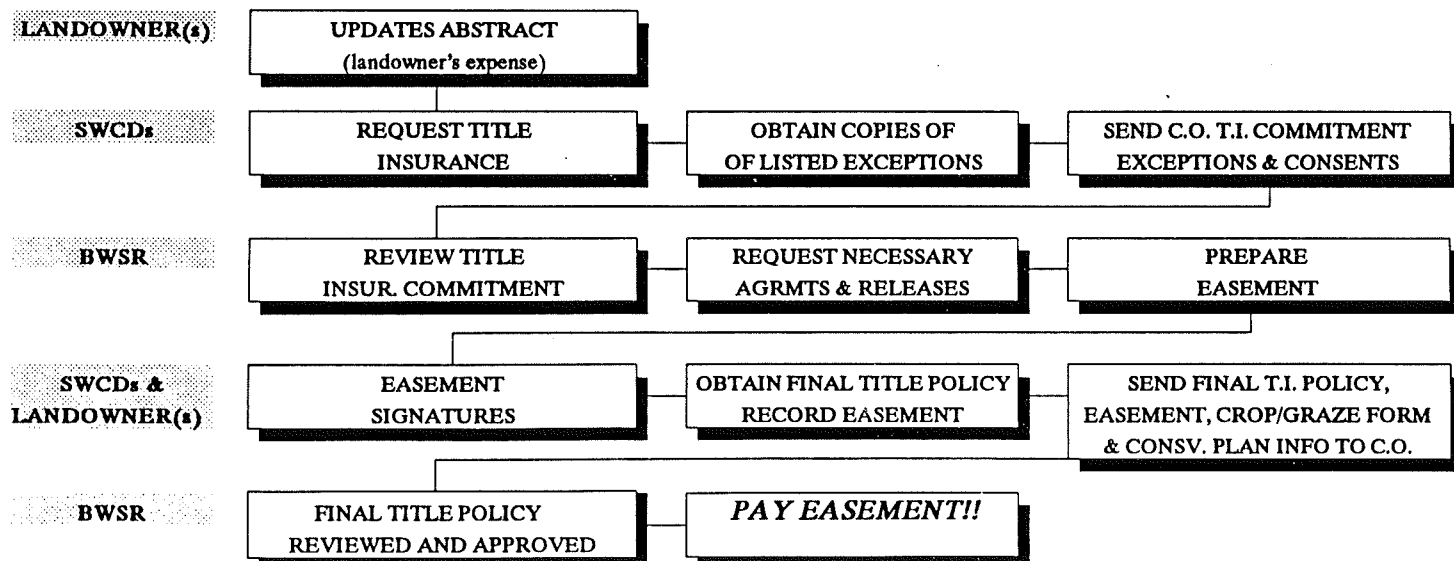 LANDOWNER(s)
UPDATES ABSTRACT
(landowner's expense)
SWCDs
REQUEST TITLE
INSURANCE
OBTAIN COPIES OF
OF LISTED EXCEPTIONS
SEND C.O. T.I. COMMITMENT
EXCEPTIONS & CONSENTS
BWSR
REVIEW TITLE
INSUR. COMMITMENT
REQUEST NECESSARY
AGRMTS & RELEASES
PREPARE
EASEMENT
SWCDs &
LANDOWNER(s)
EASEMENT
SIGNATURES
OBTAIN FINAL TITLE POLICY
RECORD EASEMENT
SEND FINAL T.I. POLICY,
EASEMENT, CROP/GRAZE FORM
& CONSV. PLAN INFO TO C.O.
BWSR
FINAL TITLE POLICY
REVIEWED AND APPROVED
PAY EASEMENT!!